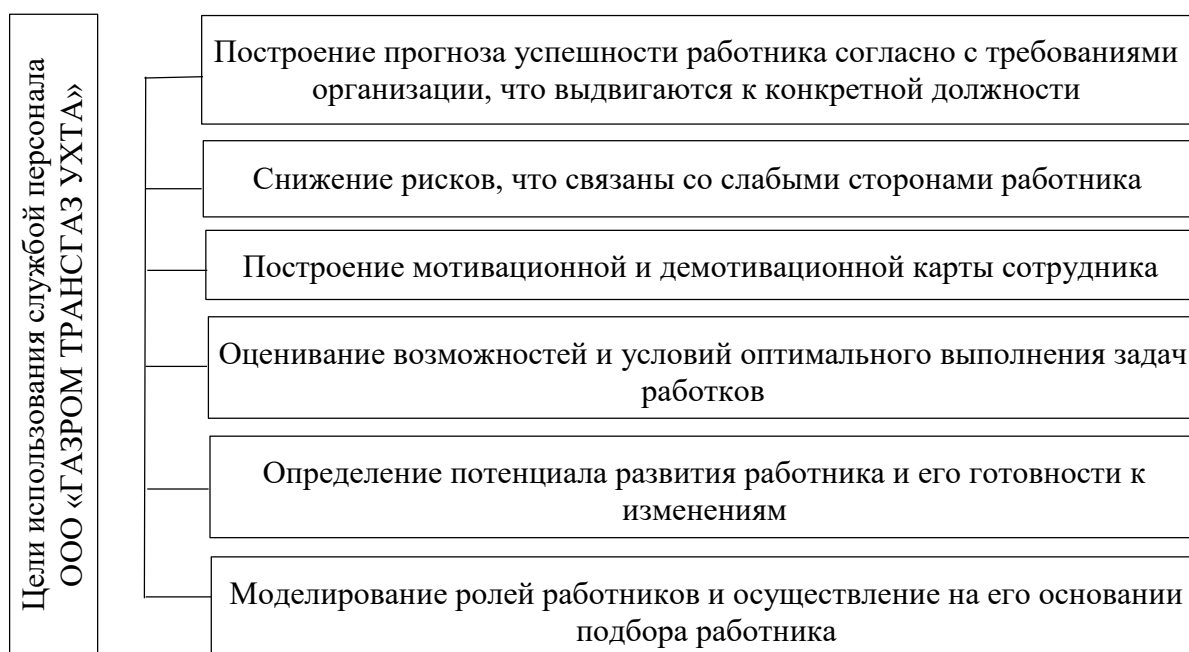 Цели использования службой персонала
ООО «ГАЗРОМ ТРАНСГАЗ УХТА»
Построение прогноза успешности работника согласно с требованиями
организации, что выдвигаются к конкретной должности
Снижение рисков, что связаны со слабыми сторонами работника
Построение мотивационной и демотивационной карты сотрудника
Оценивание возможностей и условий оптимального выполнения задач
работков
Определение потенциала развития работника и его готовности к
изменениям
Моделирование ролей работников и осуществление на его основании
подбора работника